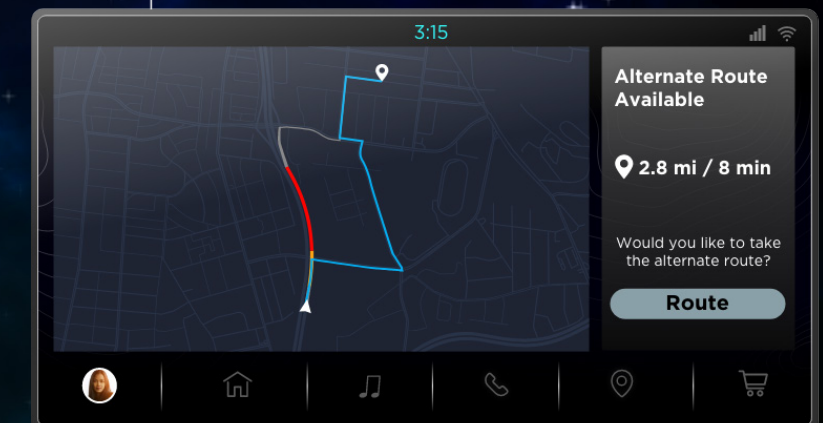 3:15
Alternate Route
Available
2.8 mi / 8 min
Would you like to take
the alternate route?
Route